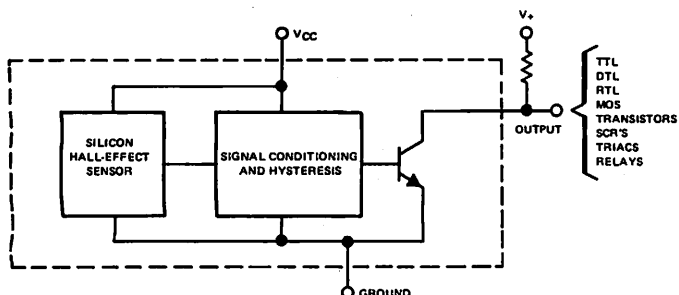 V+
VCC
TTL
DTL
RTL
MOS
TRANSISTORS
SCR'S
TRIACS
RELAYS
OUTPUT
SILICON
HALL-EFFECT
SENSOR
SIGNAL CONDITIONING
AND HYSTERESIS
GROUND